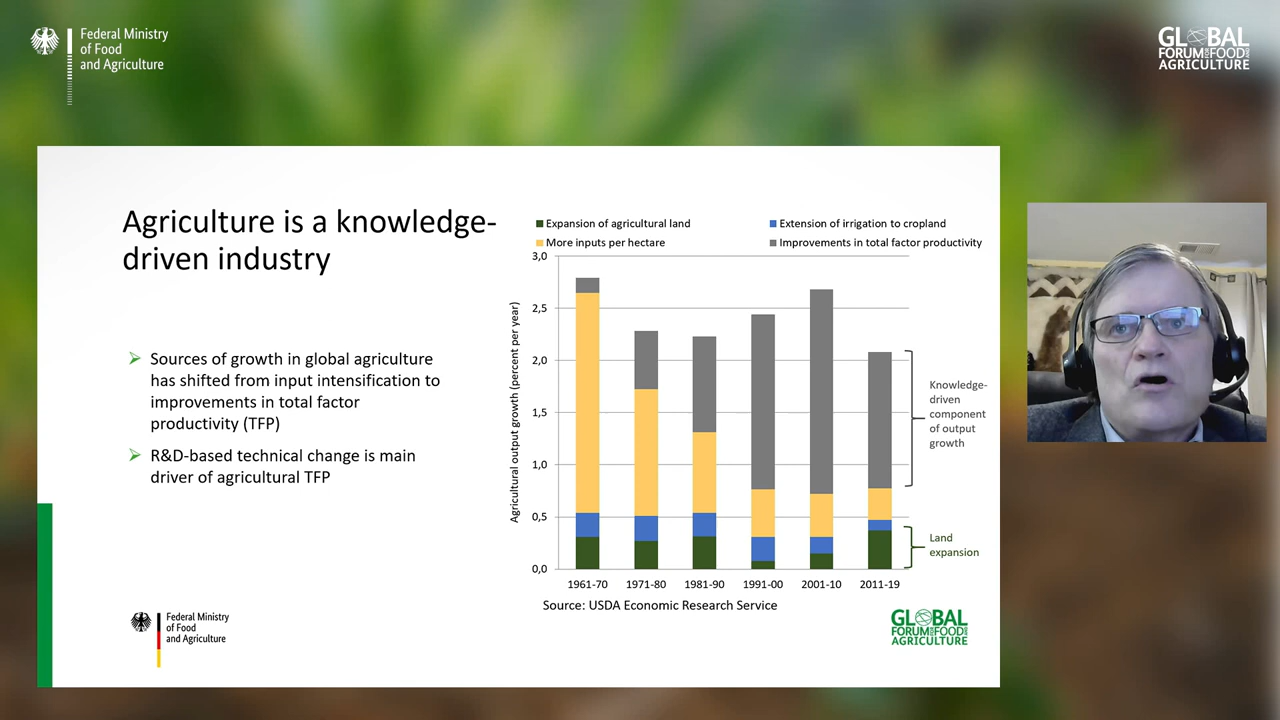 Federal Ministry
of Food
and Agriculture
GLOBAL
FORUM FOR FOOD AND
AGRICULTURE
Agriculture is a knowledge-
driven industry
Sources of growth in global agriculture
has shifted from input intensification to
improvements in total factor
productivity (TFP)
R&D-based technical change is main
driver of agricultural TFP
Expansion of agricultural land
Extension of irrigation to cropland
More inputs per hectare
Improvements in total factor productivity
Agricultural output growth (percent per year)
3,0
2,5
2,0
1,5
1,0
0,5
0,0
1961-70 1971-80 1981-90 1991-00 2001-10 2011-19
Knowledge-
driven
component
of output
growth
Land
expansion
Source: USDA Economic Research Service
Federal Ministry
of Food
and Agriculture
GLOBAL
FORUM FOR FOOD AND
AGRICULTURE